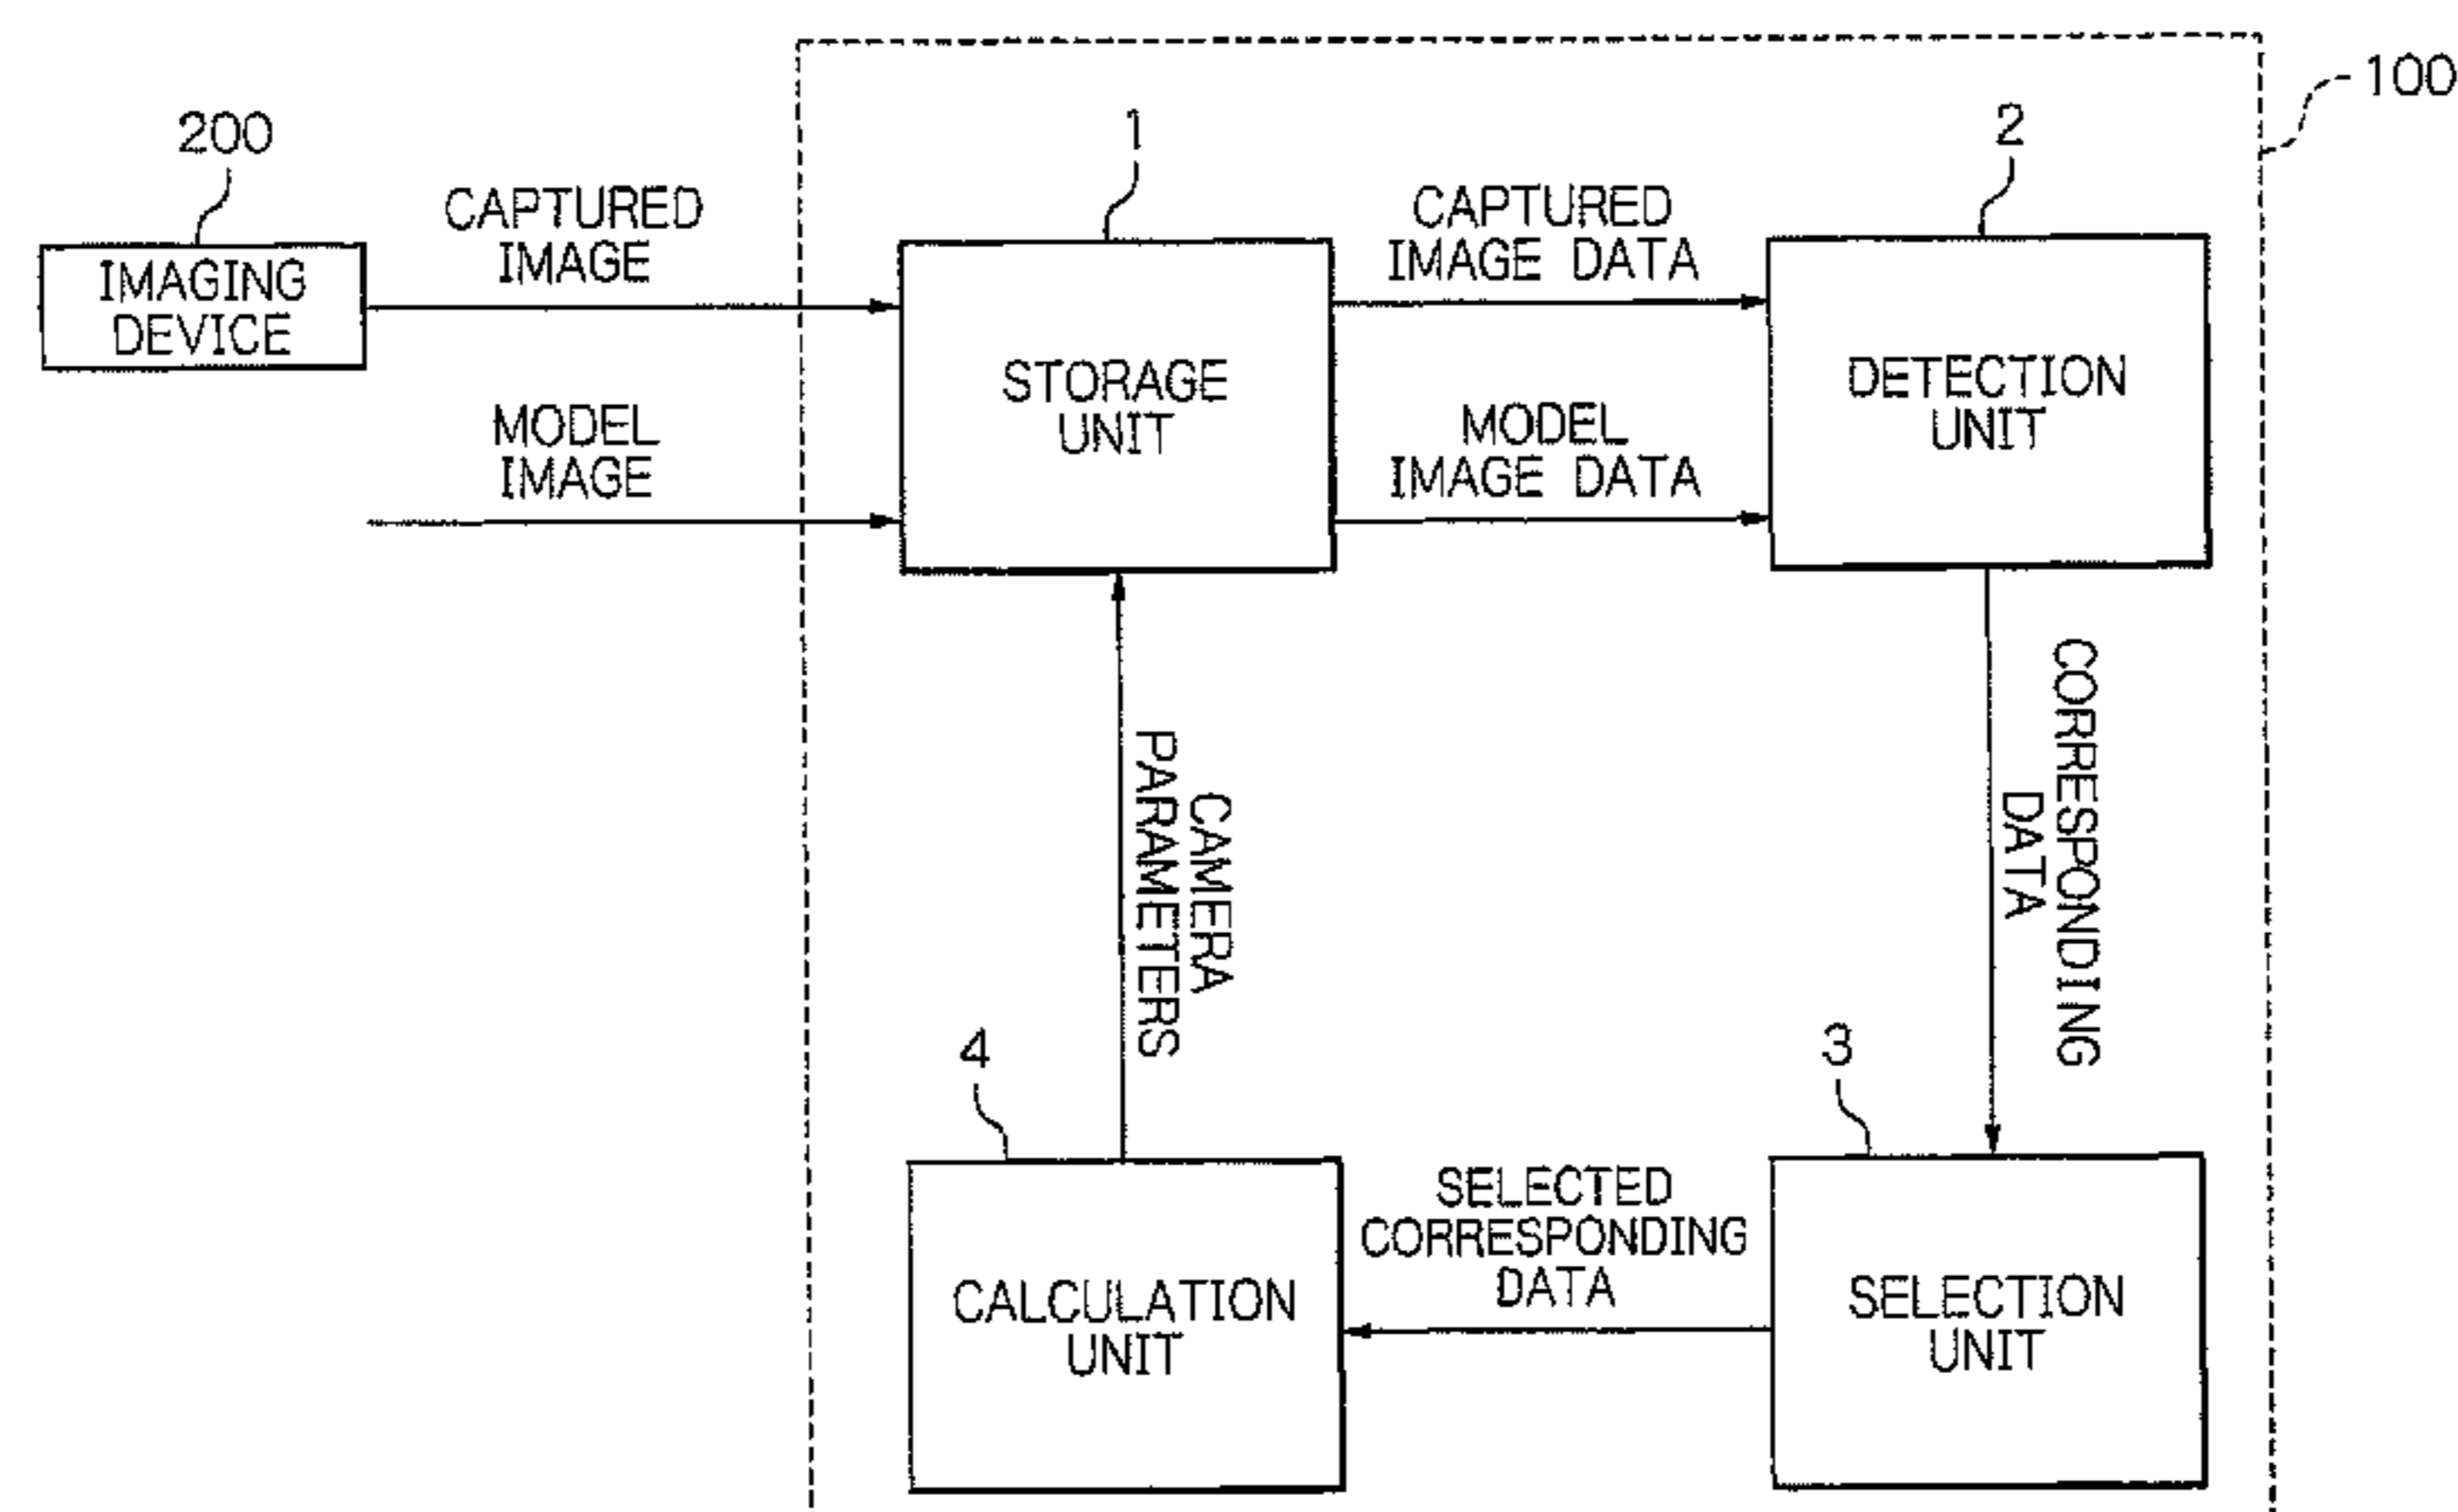 100
200
1
2
CAPTURED
IMAGE
CAPTURED
IMAGE DATA
IMAGING
DEVICE
STORAGE
UNIT
DETECTION
UNIT
MODEL
IMAGE
MODEL
IMAGE DATA
CORRESPONDING
DATA
CAMERA
PARAMETERS
4
3
SELECTED
CORRESPONDING
DATA
CALCULATION
UNIT
SELECTION
UNIT